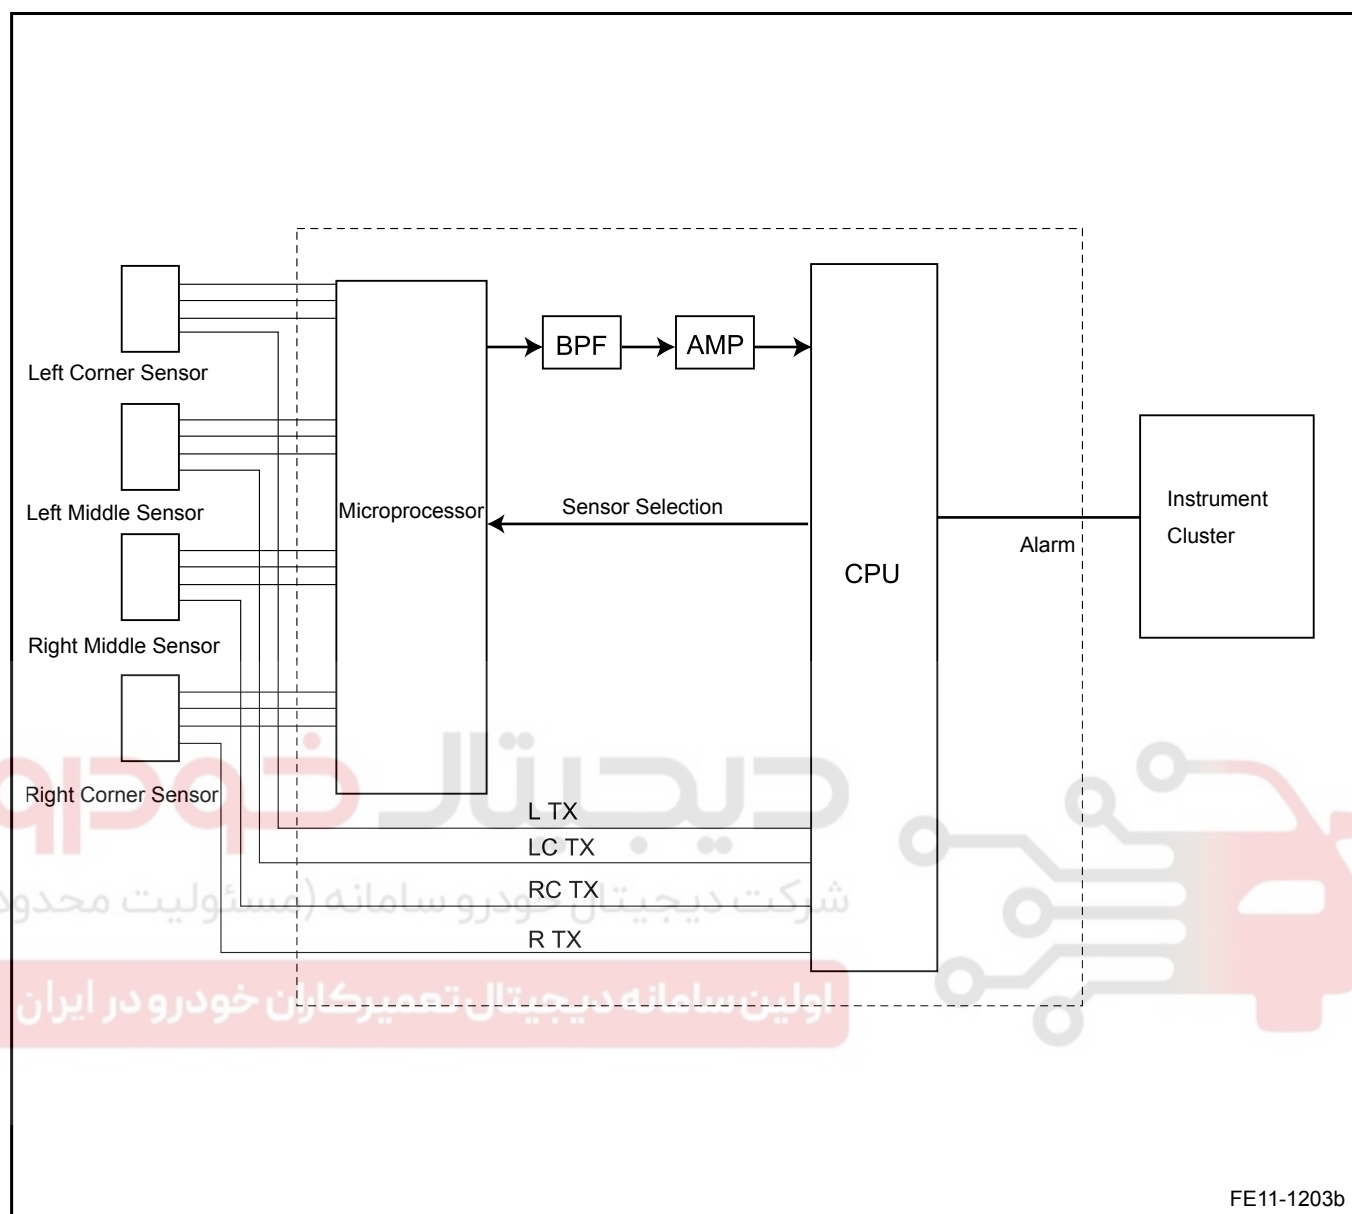 BPF
AMP
Left Corner Sensor
Sensor Selection
Microprocessor
Instrument
Cluster
Left Middle Sensor
Alarm
CPU
Right Middle Sensor
Right Corner Sensor
دیجیتال خودرو
L TX
LC TX
شرکت دیجیتال خودرو سامانه (مسئولیت محدود
RC TX
R TX
اولین سامانه دیجیتال تعمیرکاران خودرو در ایران
FE11-1203b